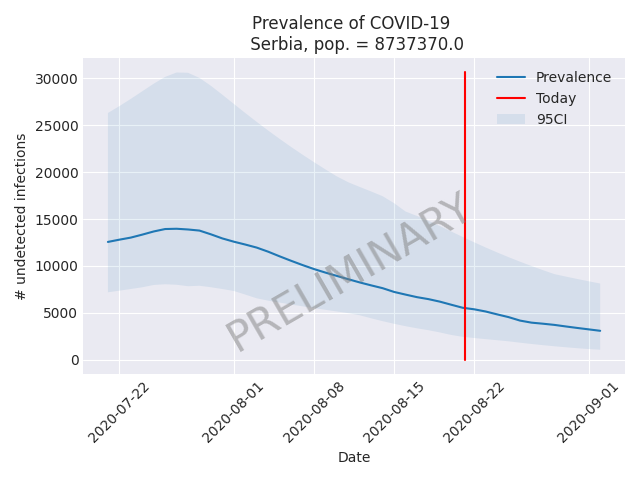 Prevalence of COVID-19
Serbia, pop. = 8737370.0
Prevalence
Today
95CI
30000
25000
20000
15000
10000
5000
0
# undetected infections
PRELIMINARY
2020-07-22
2020-08-01
2020-08-08
2020-08-15
2020-08-22
2020-09-01
Date